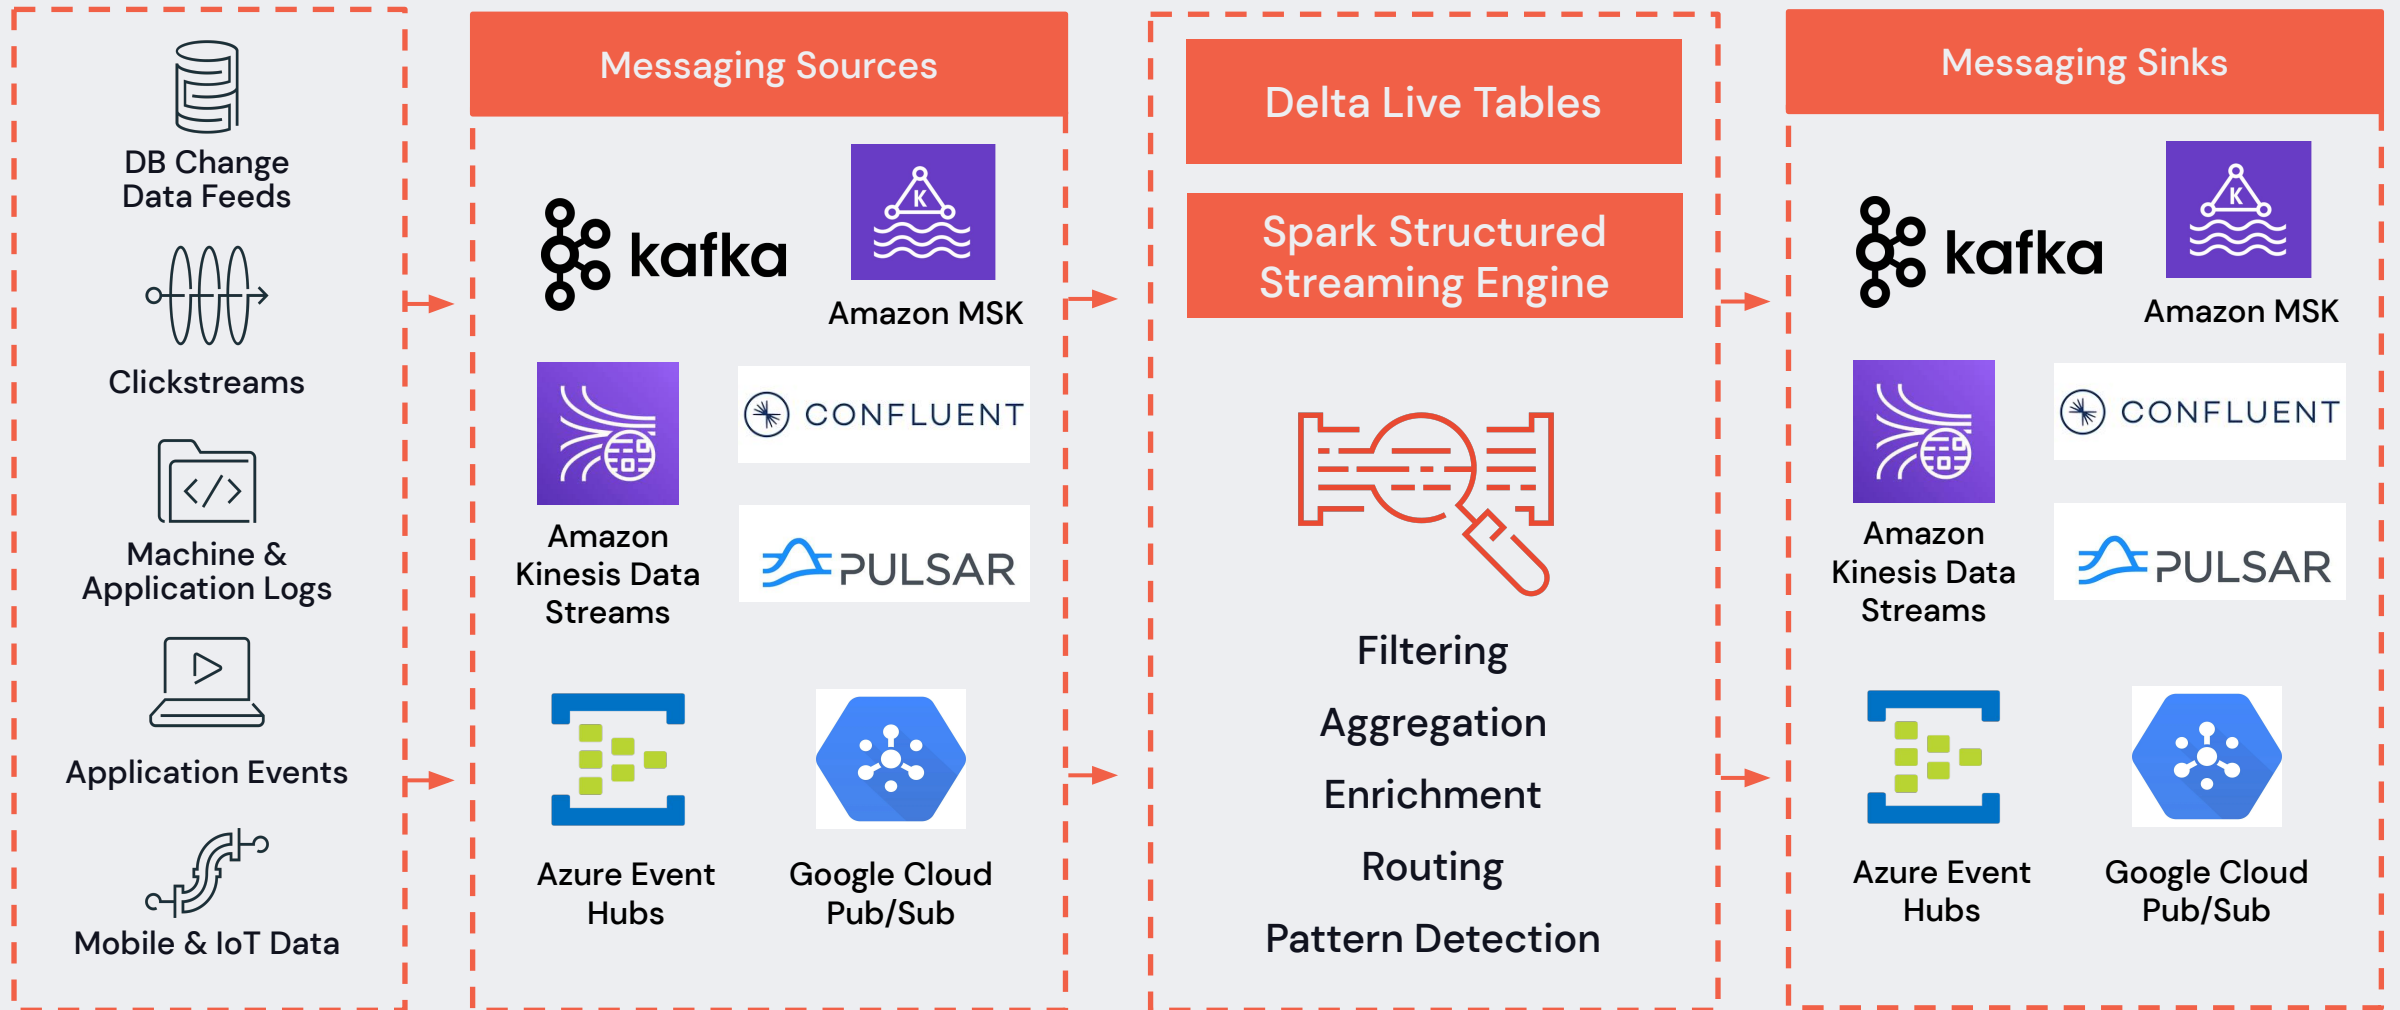 DB Change
Data Feeds
Clickstreams
</>
Machine &
Application Logs
Application Events
Mobile & IoT Data
Messaging Sources
kafka
K
Amazon MSK
CONFLUENT
Amazon
Kinesis Data
Streams
PULSAR
Azure Event
Hubs
Google Cloud
Pub/Sub
Delta Live Tables
Spark Structured
Streaming Engine
Filtering
Aggregation
Enrichment
Routing
Pattern Detection
Messaging Sinks
kafka
K
Amazon MSK
CONFLUENT
Amazon
Kinesis Data
Streams
PULSAR
Azure Event
Hubs
Google Cloud
Pub/Sub